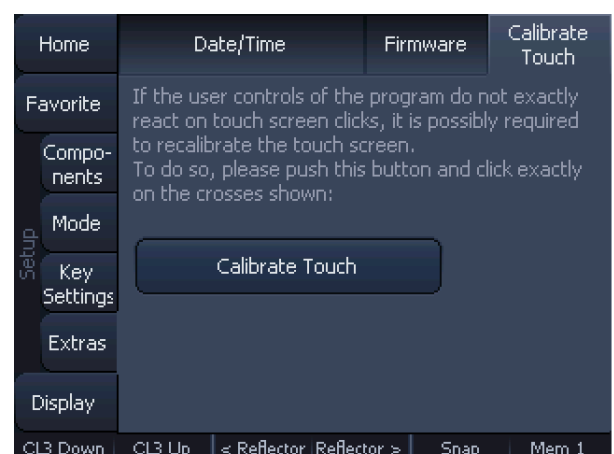 Home
Date/Time
Firmware
Calibrate
Touch
Favorite
Compo-
nents
Setup
Mode
Key
Settings
Extras
Display
If the user controls of the program do not exactly
react on touch screen clicks, it is possibly required
to recalibrate the touch screen.
To do so, please push this button and click exactly
on the crosses shown:
Calibrate Touch
CL3 Down
CL3 Up
< Reflector
Reflector >
Snap
Mem 1